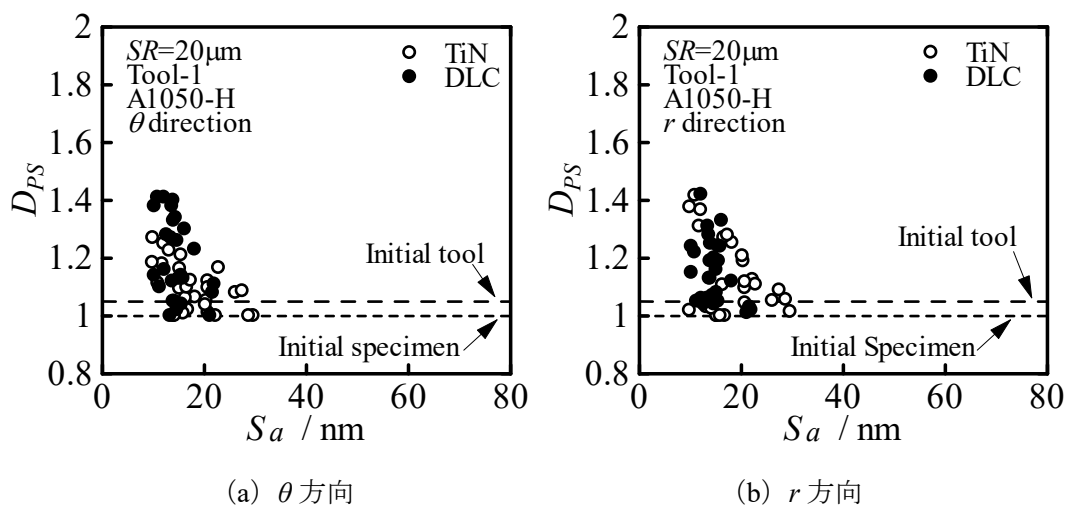 2
1.8
1.6
1.4
1.2
1
0.8
D_PS
SR=20μm
Tool-1
A1050-H
θ direction
TiN
DLC
Initial tool
Initial specimen
0 20 40 60 80
Sa / nm
(a) θ 方向
2
1.8
1.6
1.4
1.2
1
0.8
D_PS
SR=20μm
Tool-1
A1050-H
r direction
TiN
DLC
Initial tool
Initial Specimen
0 20 40 60 80
Sa / nm
(b) r 方向